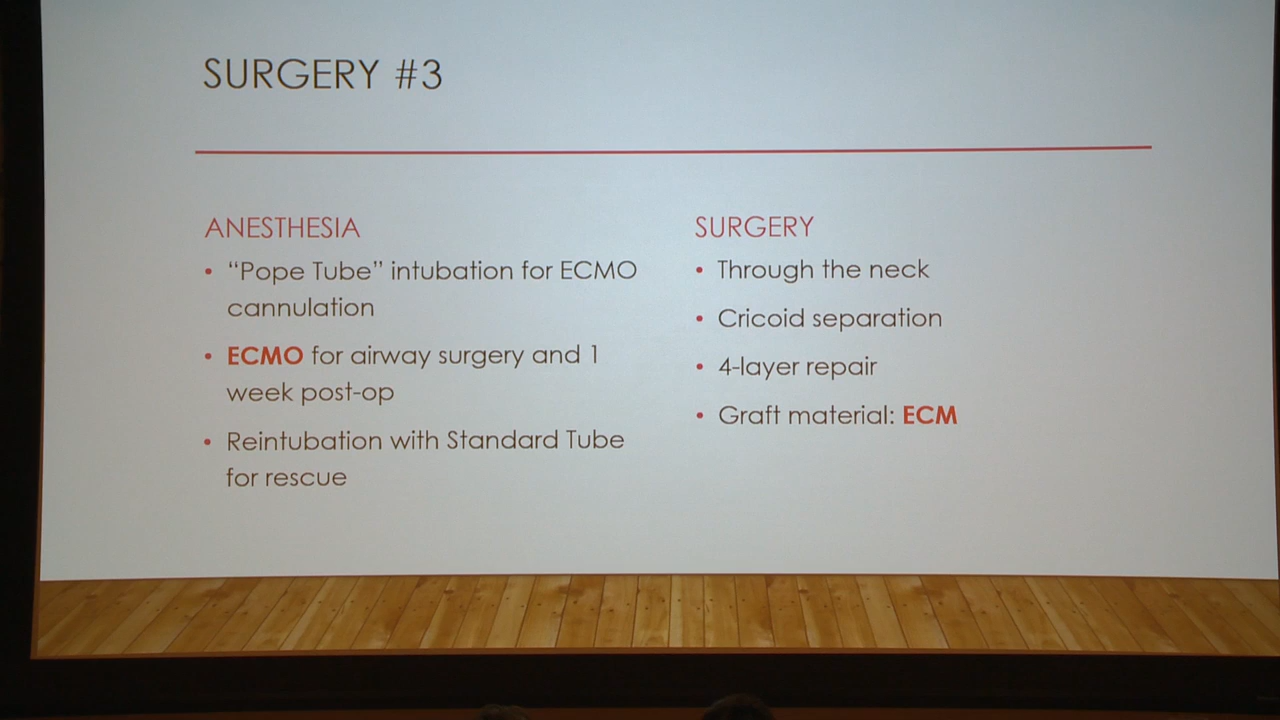 SURGERY #3
ANESTHESIA
• “Pope Tube” intubation for ECMO
cannulation
• ECMO for airway surgery and 1
week post-op
• Reintubation with Standard Tube
for rescue
SURGERY
• Through the neck
• Cricoid separation
• 4-layer repair
• Graft material: ECM